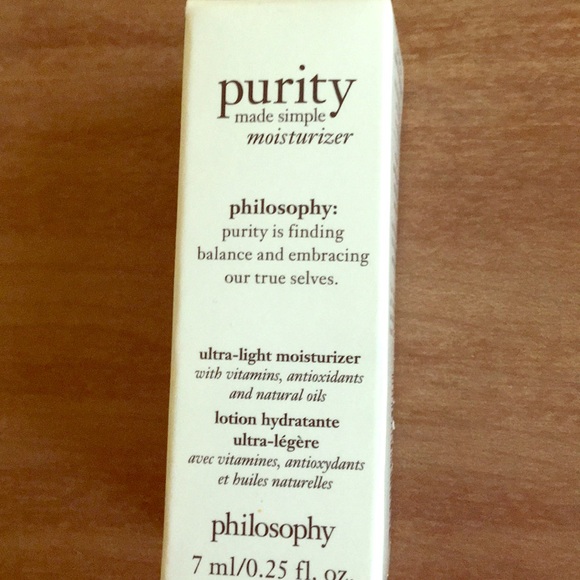 purity
made simple
moisturizer
philosophy:
purity is finding
balance and embracing
our true selves.
ultra-light moisturizer
with vitamins, antioxidants
and natural oils
lotion hydratante
ultra-légère
avec vitamines, antioxydants
et huiles naturelles
philosophy
7 ml/0.25 fl. oz.